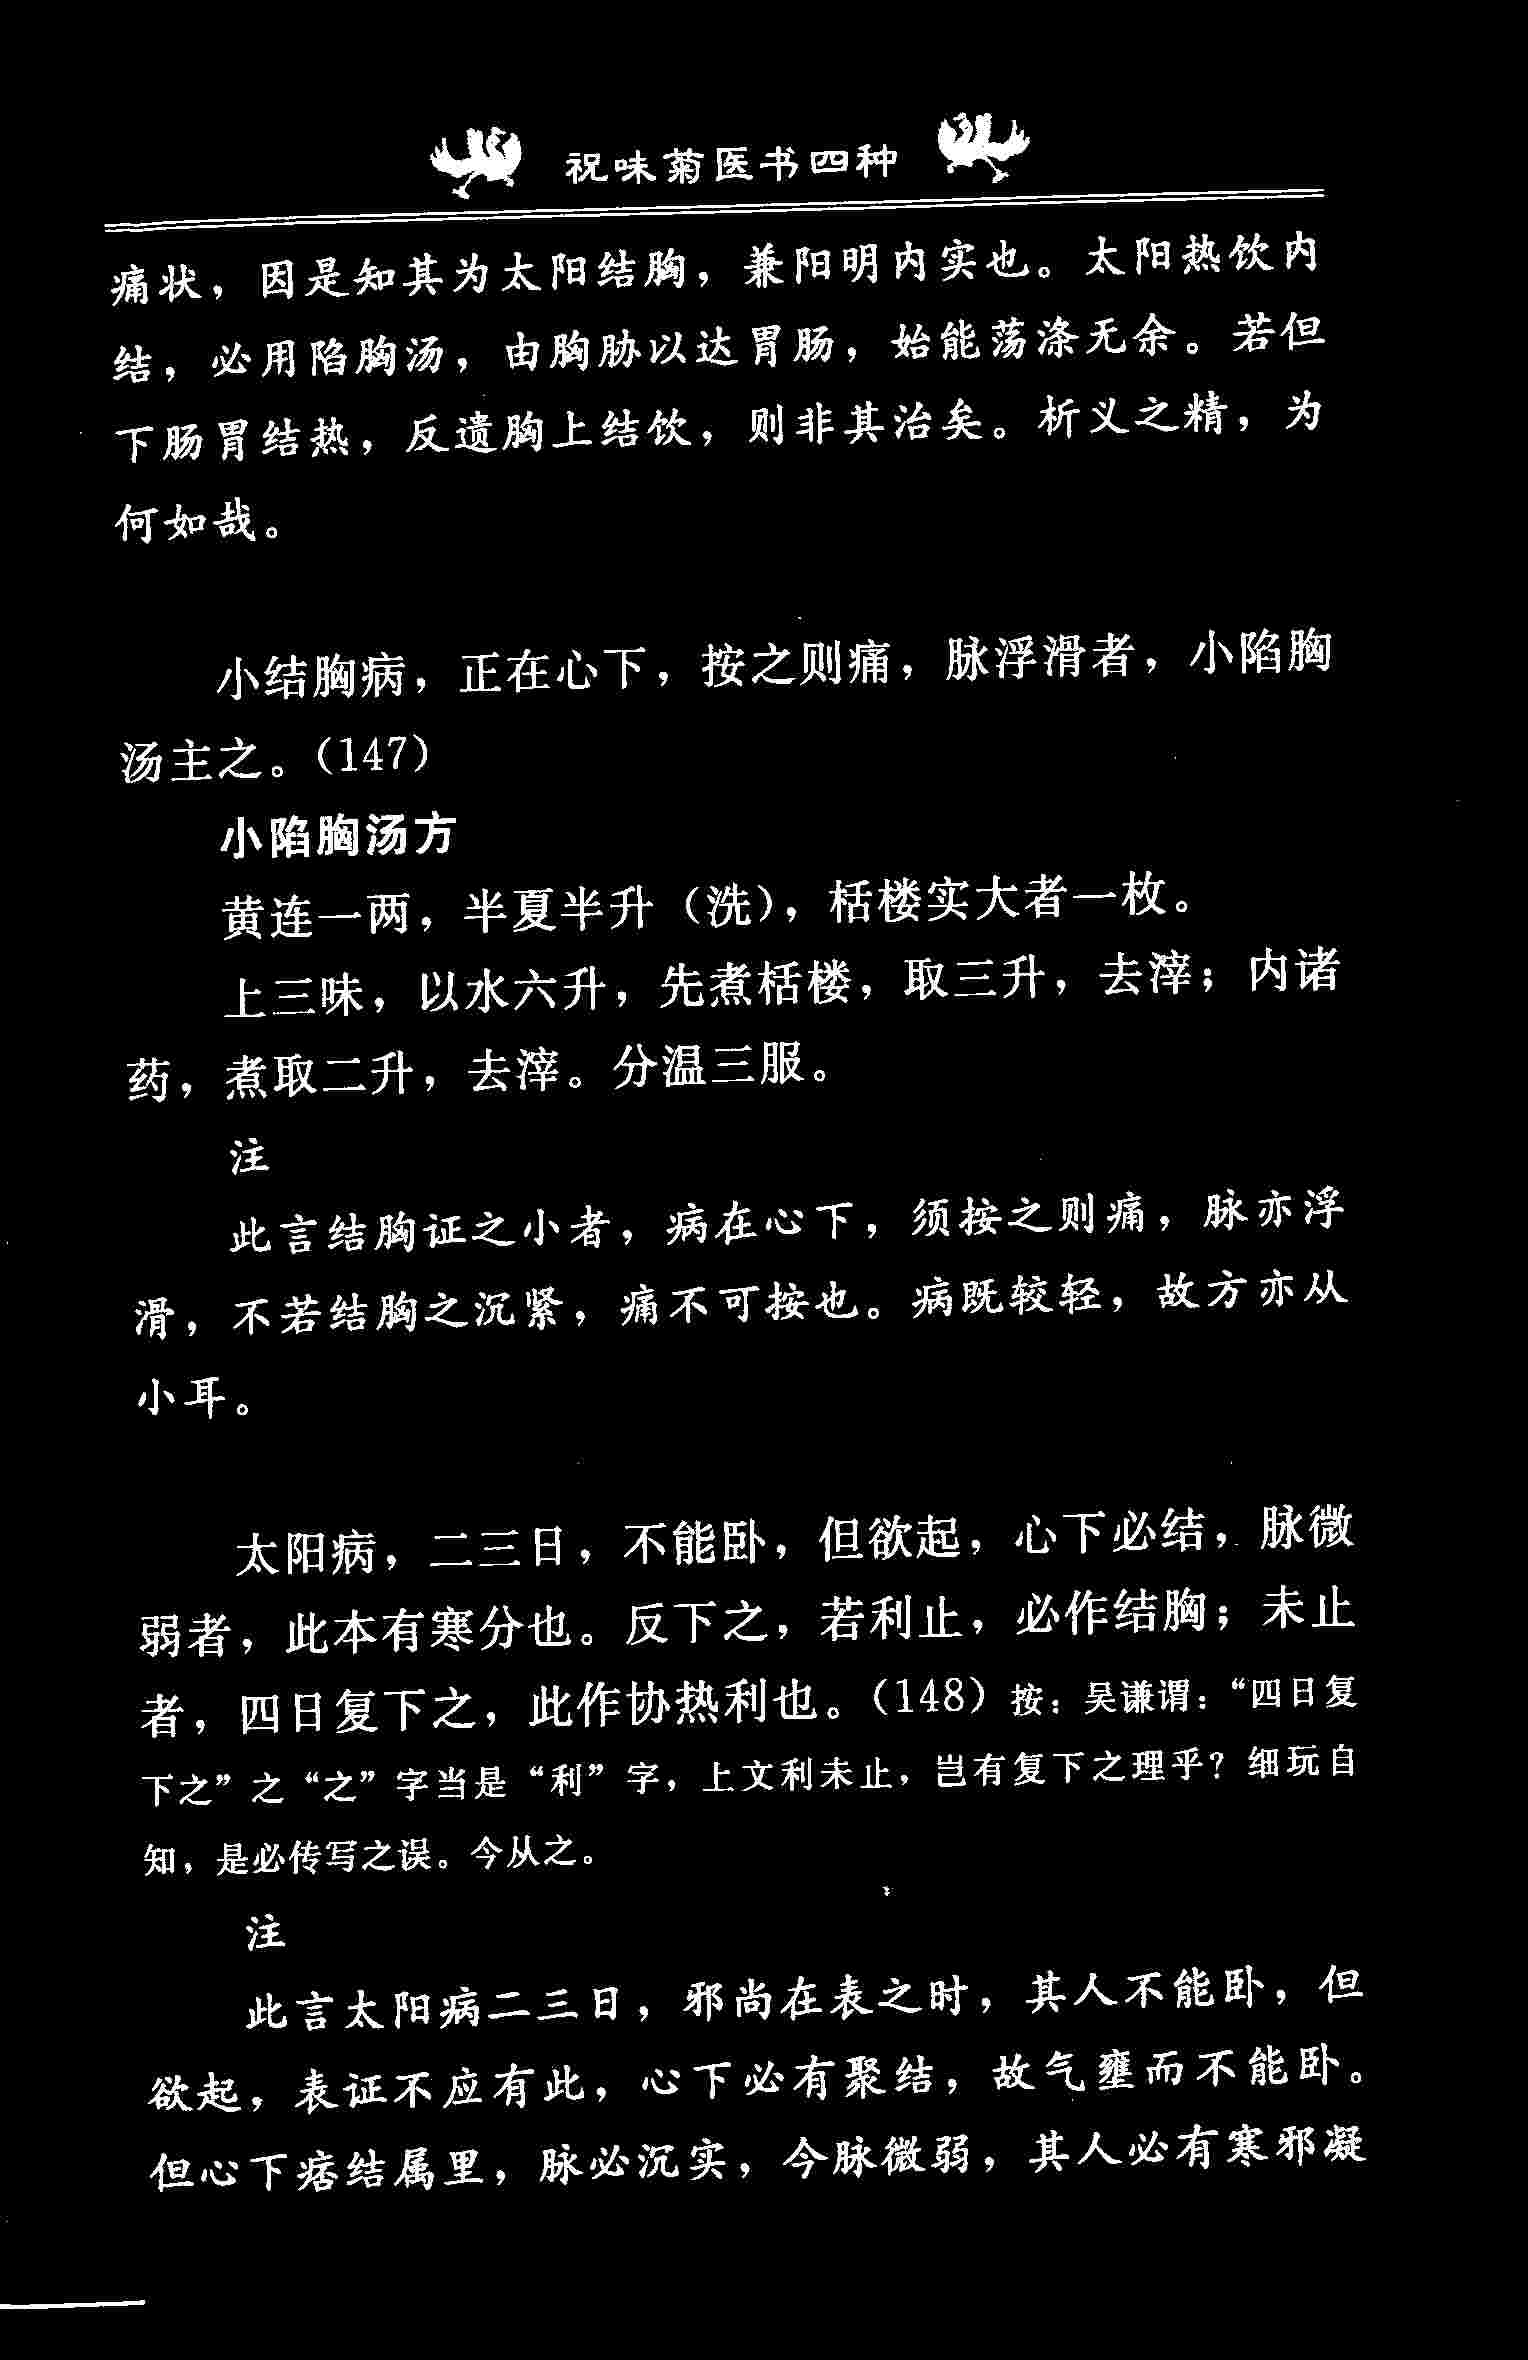 祝味菊医书四种
痛状，因是知其为太阳结胸，兼阳明内实也。太阳热饮内
结，必用陷胸汤，由胸胁以达胃肠，始能荡涤无余。若但
下肠胃结热，反遗胸上结饮，则非其治矣。析义之精，为
何如哉。
小结胸病，正在心下，按之则痛，脉浮滑者，小陷胸
汤主之。(147)
小陷胸汤方
黄连一两，半夏半升（洗），栝楼实大者一枚。
上三味，以水六升，先煮栝楼，取三升，去滓；内诸
药，煮取二升，去滓。分温三服。
注
此言结胸证之小者，病在心下，须按之则痛，脉亦浮
滑，不若结胸之沉紧，痛不可按也。病既较轻，故方亦从
小耳。
太阳病，二三日，不能卧，但欲起，心下必结，脉微
弱者，此本有寒分也。反下之，若利止，必作结胸；未止
者，四日复下之，此作协热利也。(148) 按：吴谦谓：“四日复
下之”之“之”字当是“利”字，上文利未止，岂有复下之理乎？细玩自
知，是必传写之误。今从之。
注
此言太阳病二三日，邪尚在表之时，其人不能卧，但
欲起，表证不应有此，心下必有聚结，故气壅而不能卧。
但心下痞结属里，脉必沉实，今脉微弱，其人必有寒邪凝